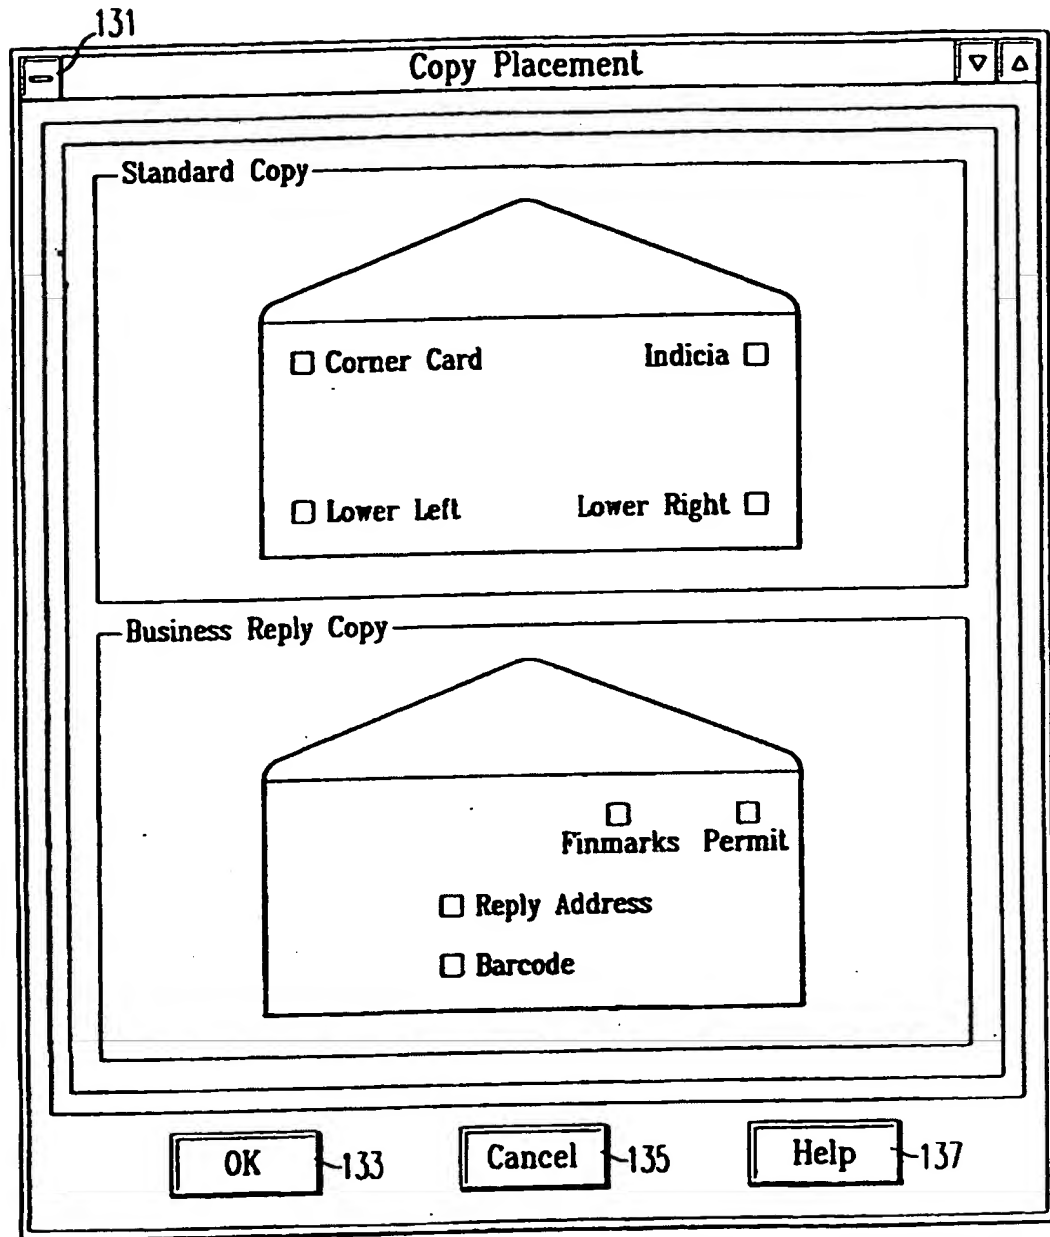 131
Copy Placement
Standard Copy
Corner Card Indicia
Lower Left Lower Right
Business Reply Copy
Finmarks Permit
Reply Address
Barcode
OK 133 Cancel 135 Help 137